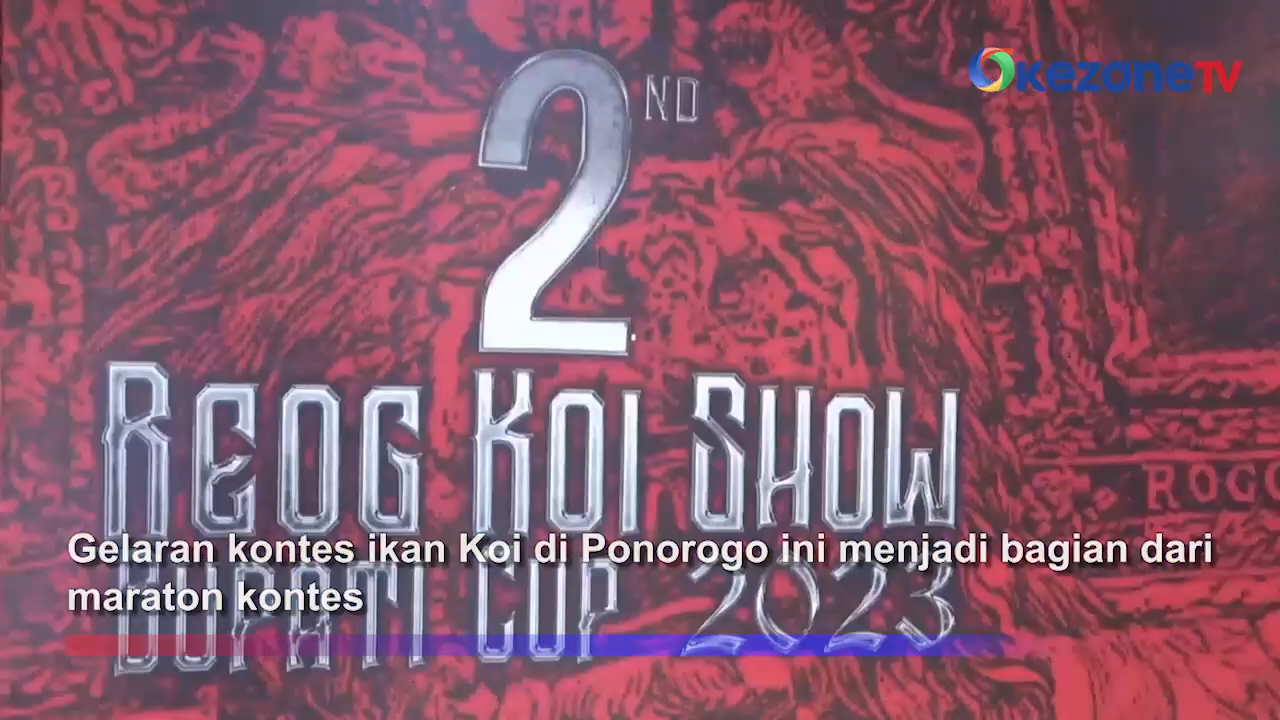 OkezoneTV
2ND
REOG KOI SHOW
BUPATI CUP 2023
Gelaran kontes ikan Koi di Ponorogo ini menjadi bagian dari
maraton kontes